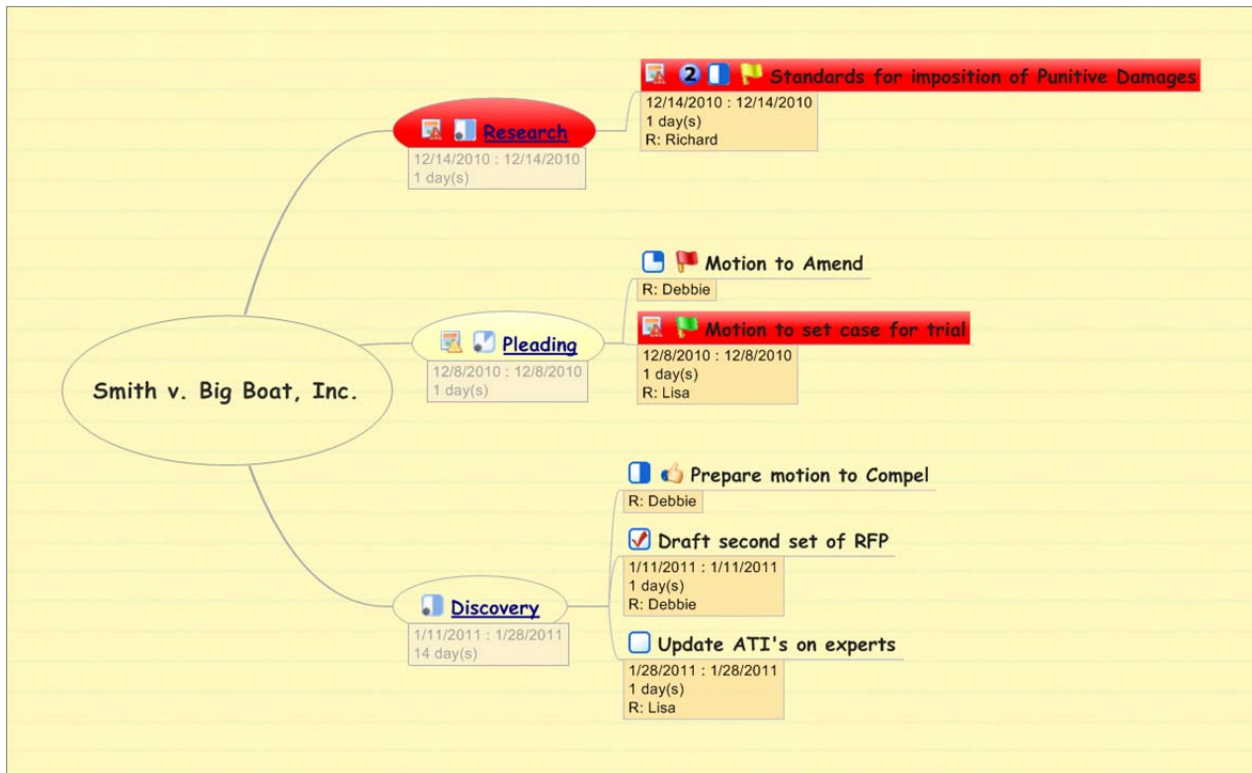 Smith v. Big Boat, Inc.
Research
12/14/2010 : 12/14/2010
1 day(s)
2 Standards for imposition of Punitive Damages
12/14/2010 : 12/14/2010
1 day(s)
R: Richard
Pleading
12/8/2010 : 12/8/2010
1 day(s)
Motion to Amend
R: Debbie
Motion to set case for trial
12/8/2010 : 12/8/2010
1 day(s)
R: Lisa
Discovery
1/11/2011 : 1/28/2011
14 day(s)
Prepare motion to Compel
R: Debbie
Draft second set of RFP
1/11/2011 : 1/11/2011
1 day(s)
R: Debbie
Update ATI's on experts
1/28/2011 : 1/28/2011
1 day(s)
R: Lisa